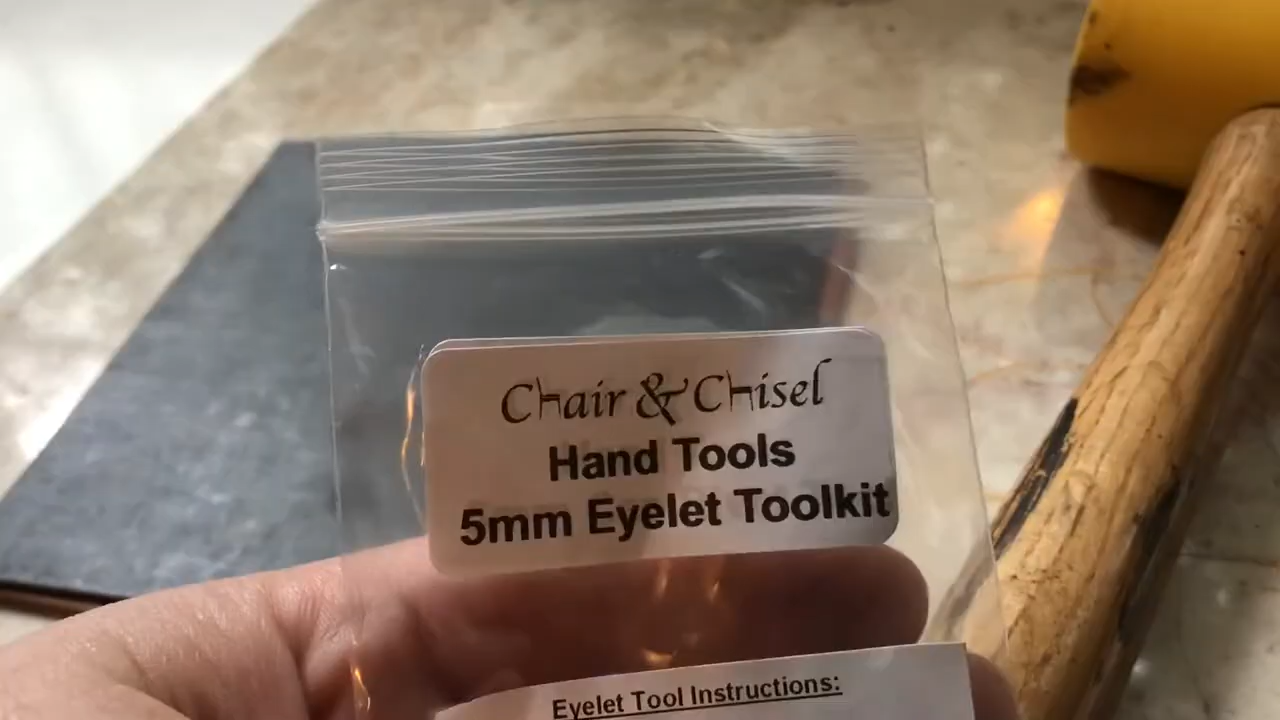 Chair & Chisel
Hand Tools
5mm Eyelet Toolkit
Eyelet Tool Instructions: